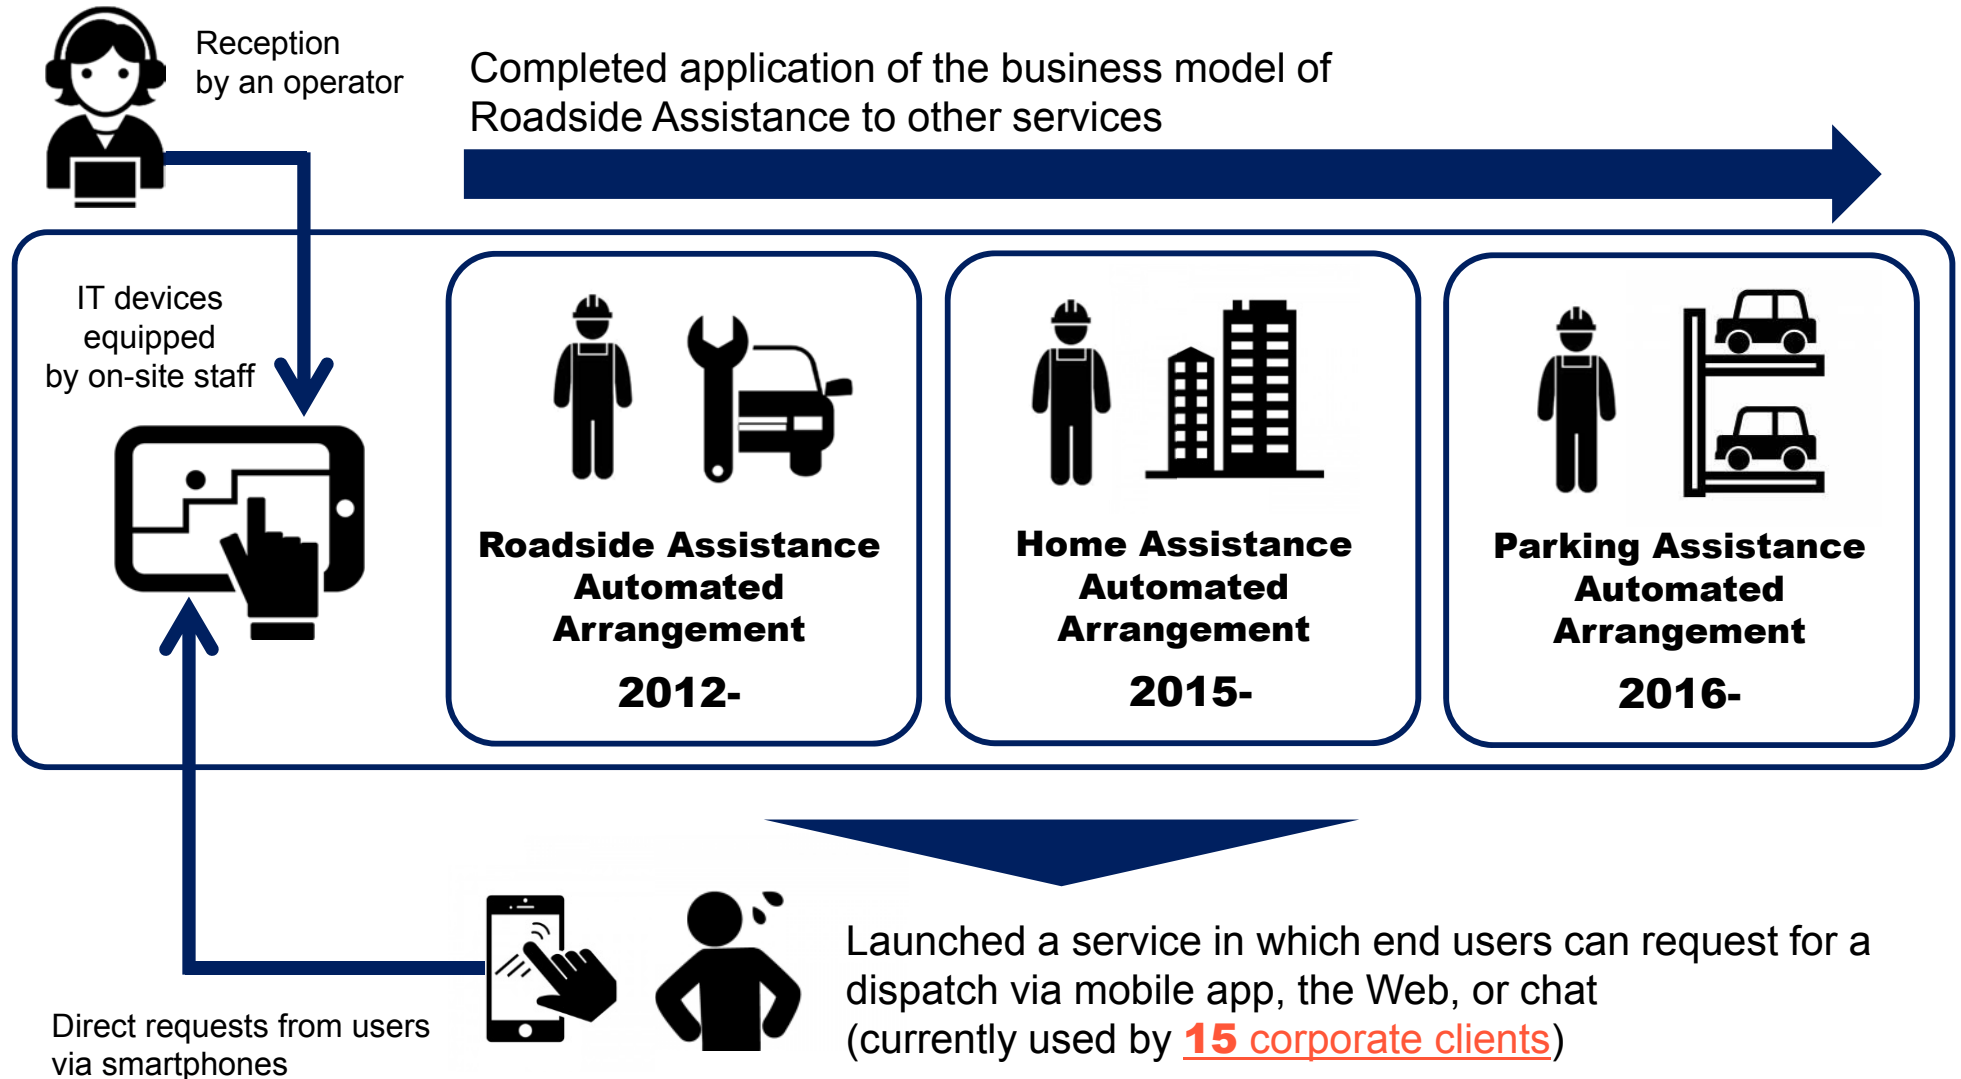 Reception
by an operator
Completed application of the business model of
Roadside Assistance to other services
IT devices
equipped
by on-site staff
Roadside Assistance
Automated
Arrangement
2012-
Home Assistance
Automated
Arrangement
2015-
Parking Assistance
Automated
Arrangement
2016-
Launched a service in which end users can request for a
dispatch via mobile app, the Web, or chat
(currently used by 15 corporate clients)
Direct requests from users
via smartphones